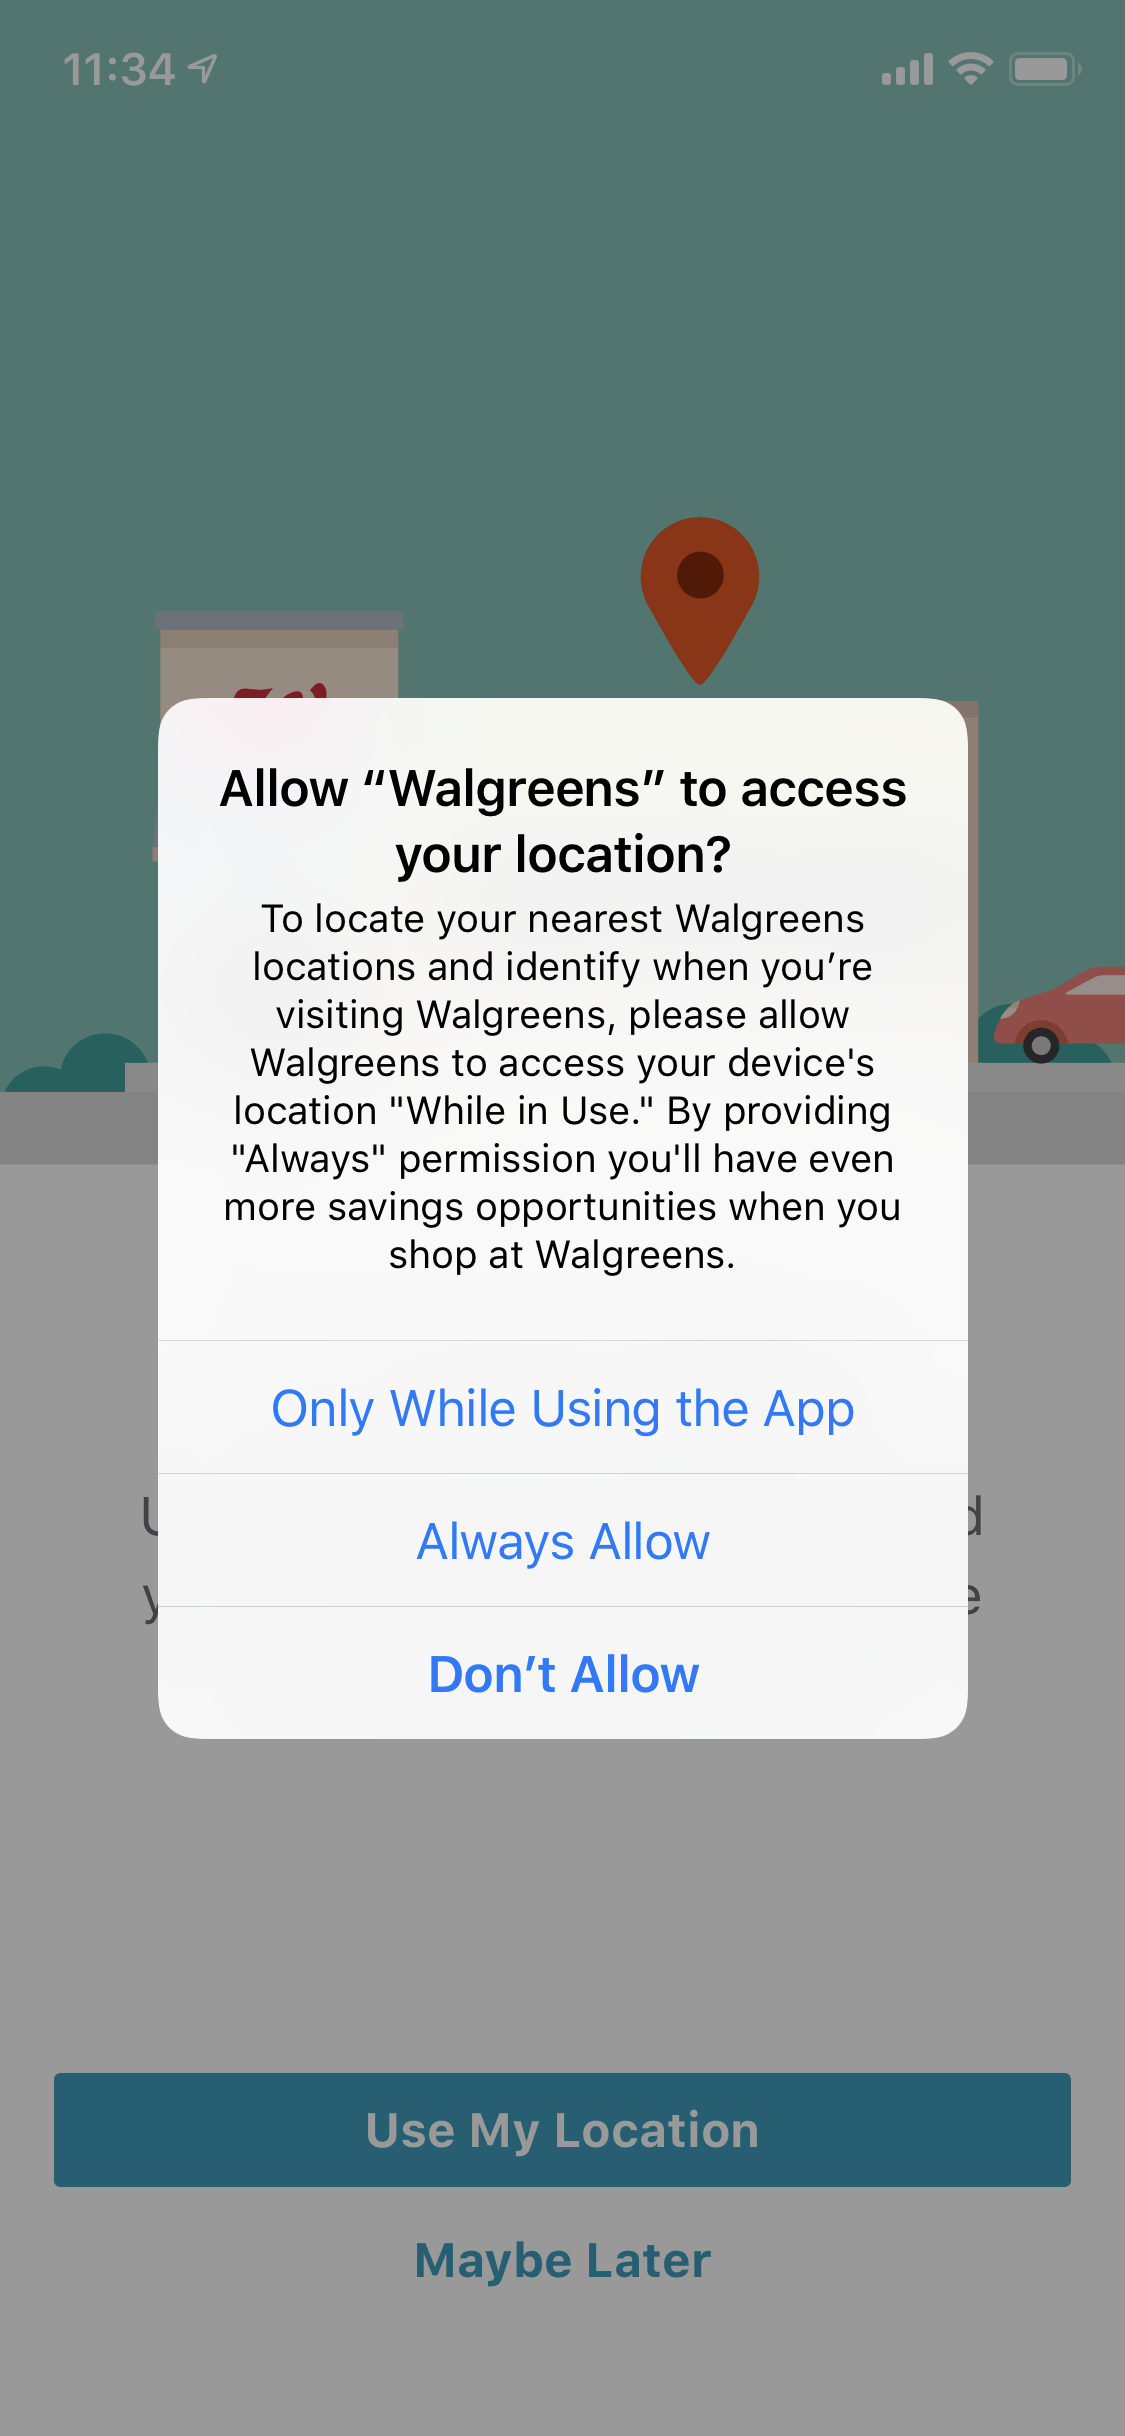 11:34
Allow “Walgreens” to access
your location?
To locate your nearest Walgreens
locations and identify when you’re
visiting Walgreens, please allow
Walgreens to access your device's
location "While in Use." By providing
"Always" permission you'll have even
more savings opportunities when you
shop at Walgreens.
Only While Using the App
Always Allow
Don’t Allow
Use My Location
Maybe Later